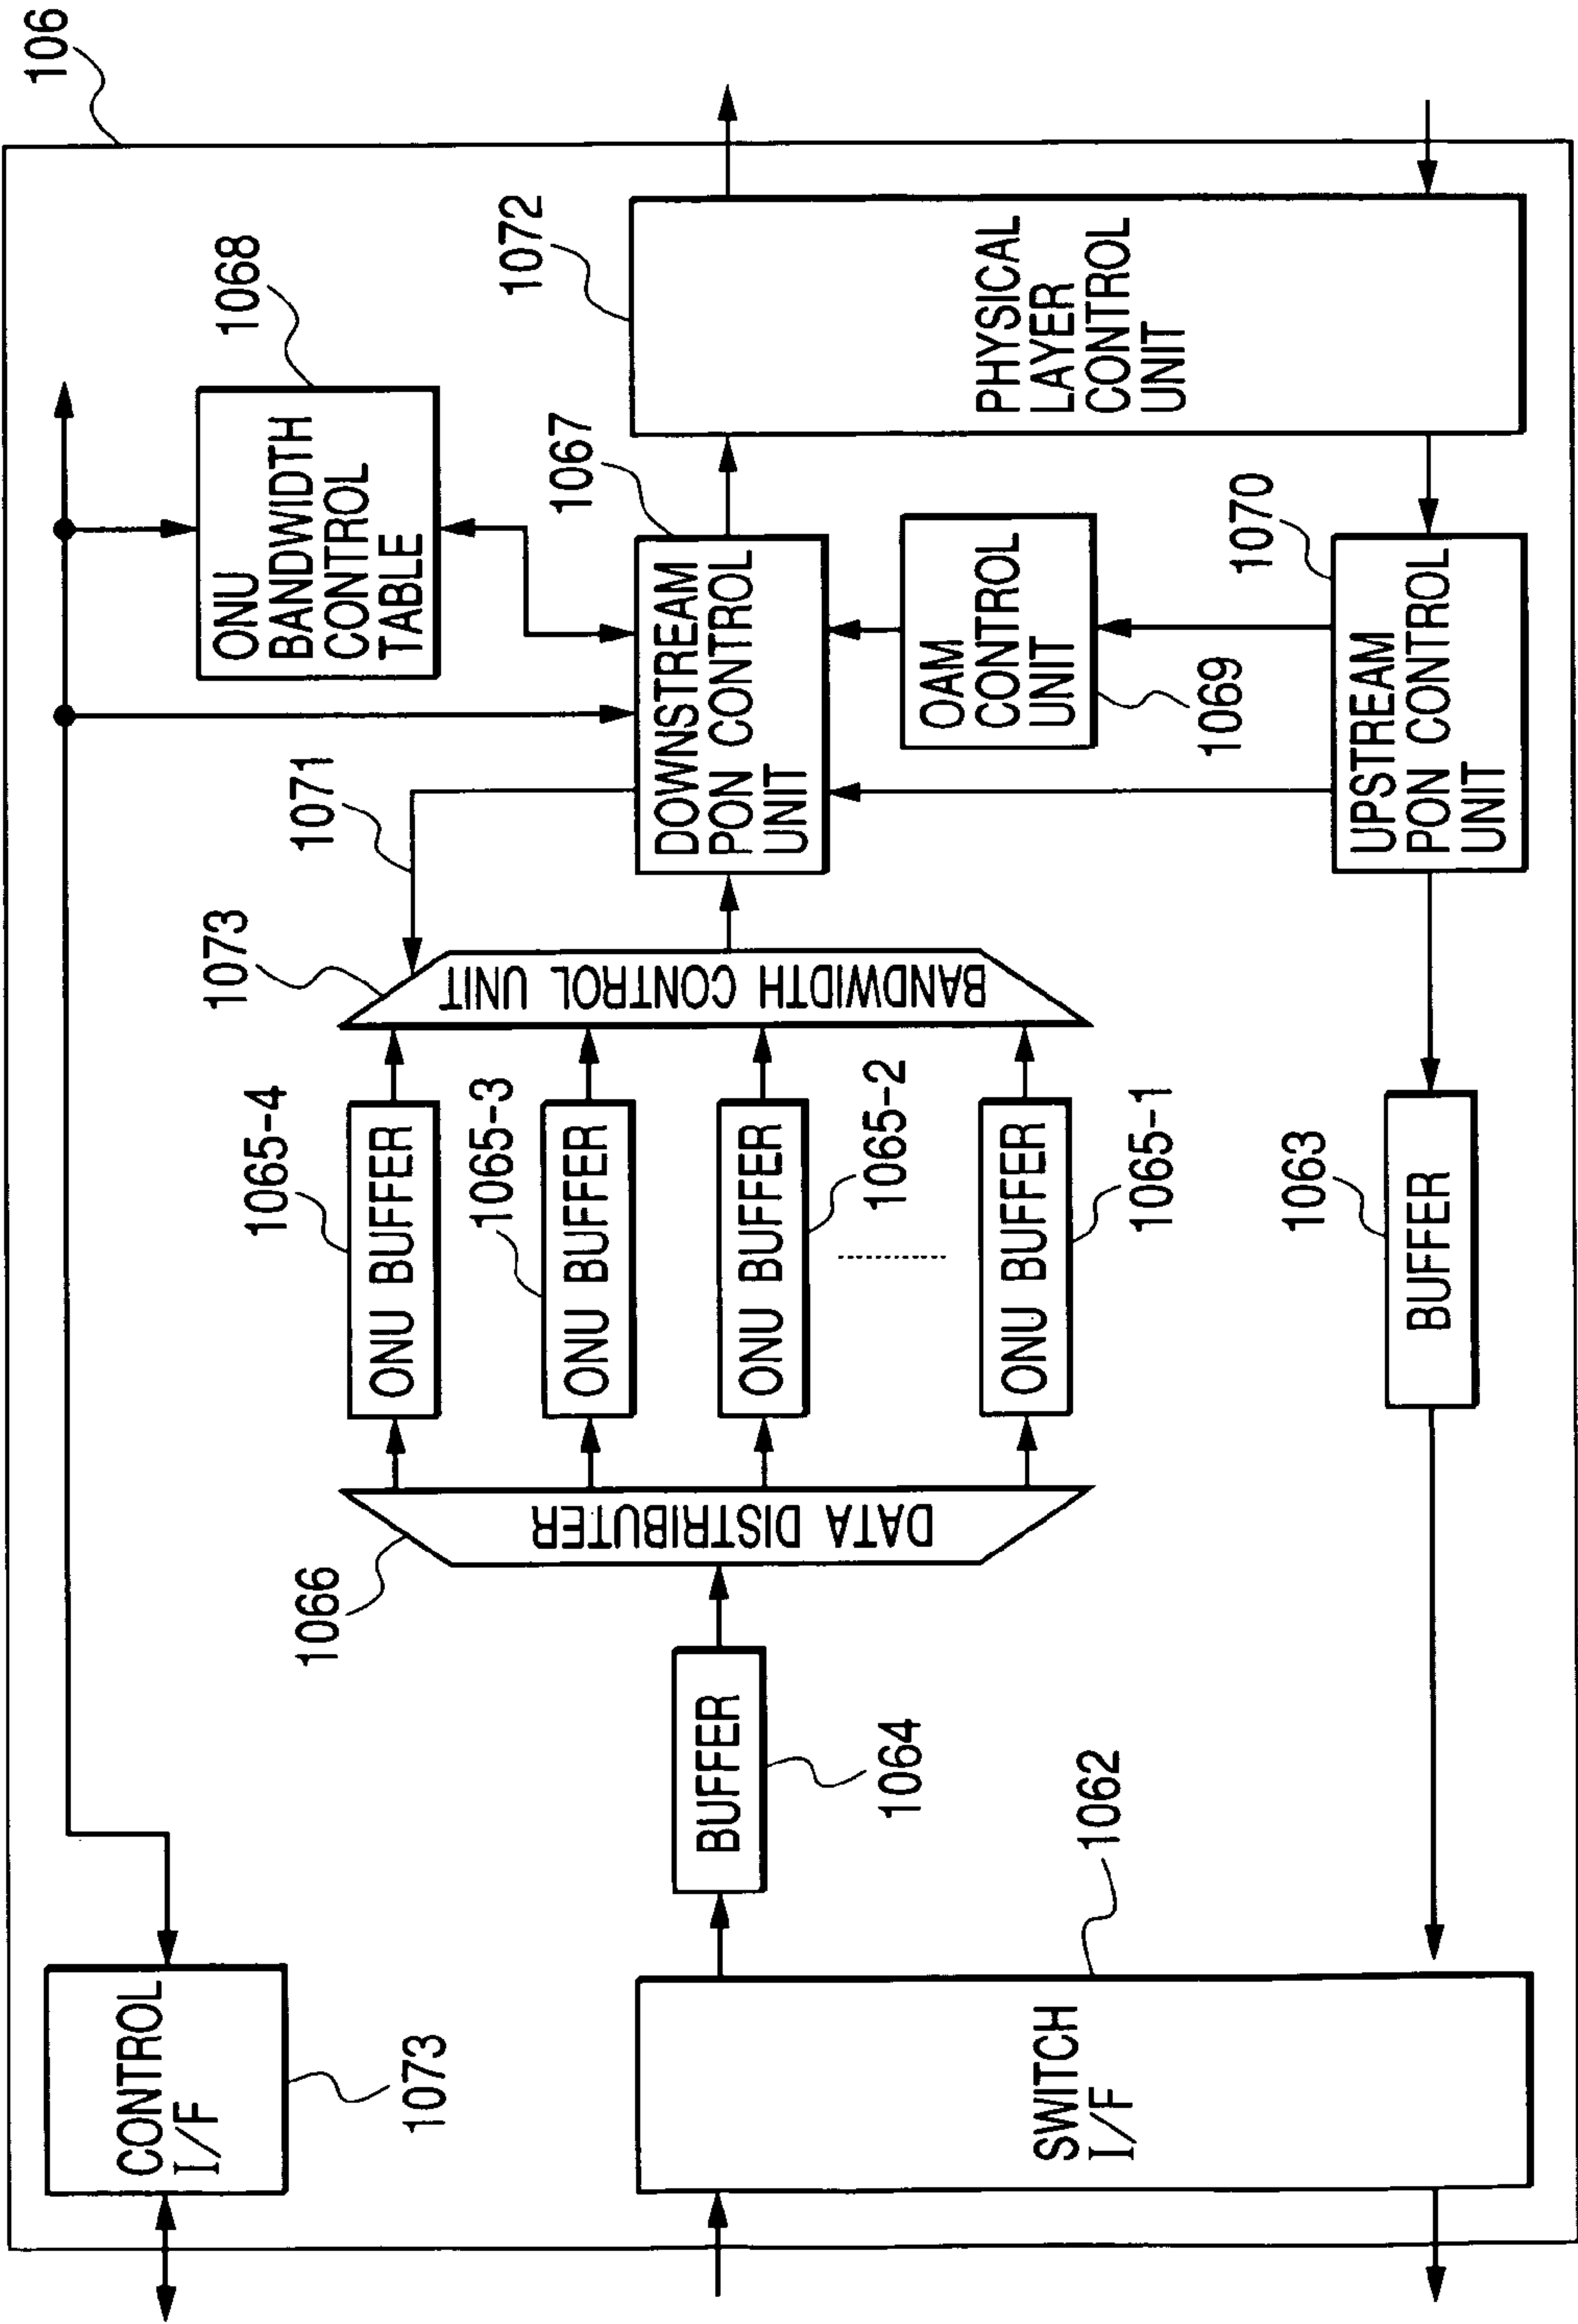 106
CONTROL
I/F
1073
ONU
BANDWIDTH
CONTROL
TABLE
1068
SWITCH
I/F
1062
BUFFER
1064
DATA DISTRIBUTER
1066
ONU BUFFER
1065-4
ONU BUFFER
1065-3
ONU BUFFER
1065-2
ONU BUFFER
1065-1
BANDWIDTH CONTROL UNIT
1073
1071
DOWNSTREAM
PON CONTROL
UNIT
1067
OAM
CONTROL
UNIT
1069
PHYSICAL
LAYER
CONTROL
UNIT
1072
UPSTREAM
PON CONTROL
UNIT
1070
BUFFER
1063